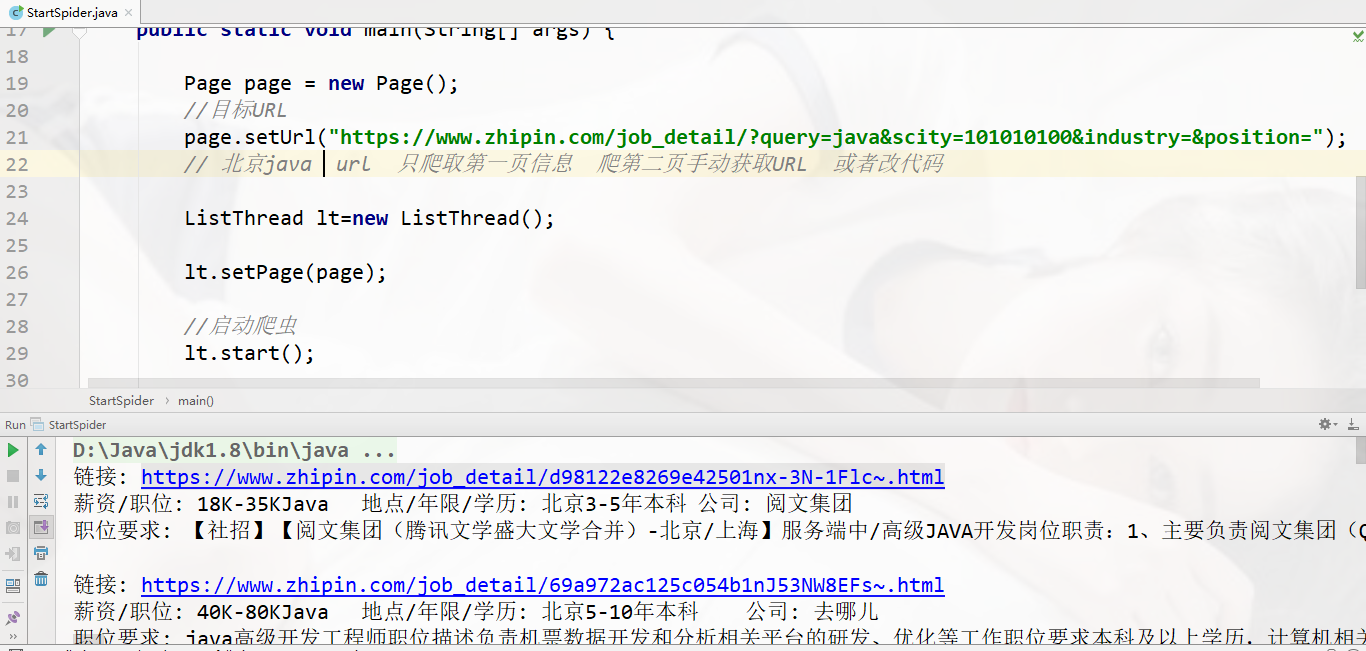 StartSpider.java
17 public static void main(String[] args) {
18
19 Page page = new Page();
20 //目标URL
21 page.setUrl("https://www.zhipin.com/job_detail/?query=java&scity=101010100&industry=&position=");
22 // 北京java url 只爬取第一页信息 爬第二页手动获取URL 或者改代码
23
24 ListThread lt=new ListThread();
25
26 lt.setPage(page);
27
28 //启动爬虫
29 lt.start();
30
StartSpider › main()
Run StartSpider
D:\Java\jdk1.8\bin\java ...
链接: https://www.zhipin.com/job_detail/d98122e8269e42501nx-3N-1Flc~.html
薪资/职位: 18K-35KJava 地点/年限/学历: 北京3-5年本科 公司: 阅文集团
职位要求: 【社招】【阅文集团（腾讯文学盛大文学合并）-北京/上海】服务端中/高级JAVA开发岗位职责: 1、主要负责阅文集团（Q
链接: https://www.zhipin.com/job_detail/69a972ac125c054b1nJ53NW8EFs~.html
薪资/职位: 40K-80KJava 地点/年限/学历: 北京5-10年本科 公司: 去哪儿
职位要求: java高级开发工程师职位描述负责机票数据开发和分析相关平台的研发、优化等工作职位要求本科及以上学历，计算机相关